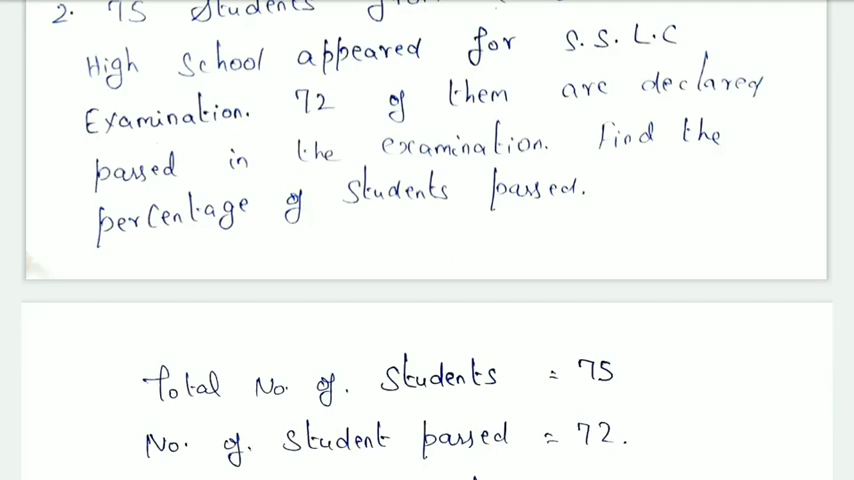 2. 75 Students
High School appeared for S.S.L.C
Examination. 72 of them are declared
passed in the examination. Find the
percentage of students passed.
Total No. of. Students = 75
No. of. Student passed = 72.